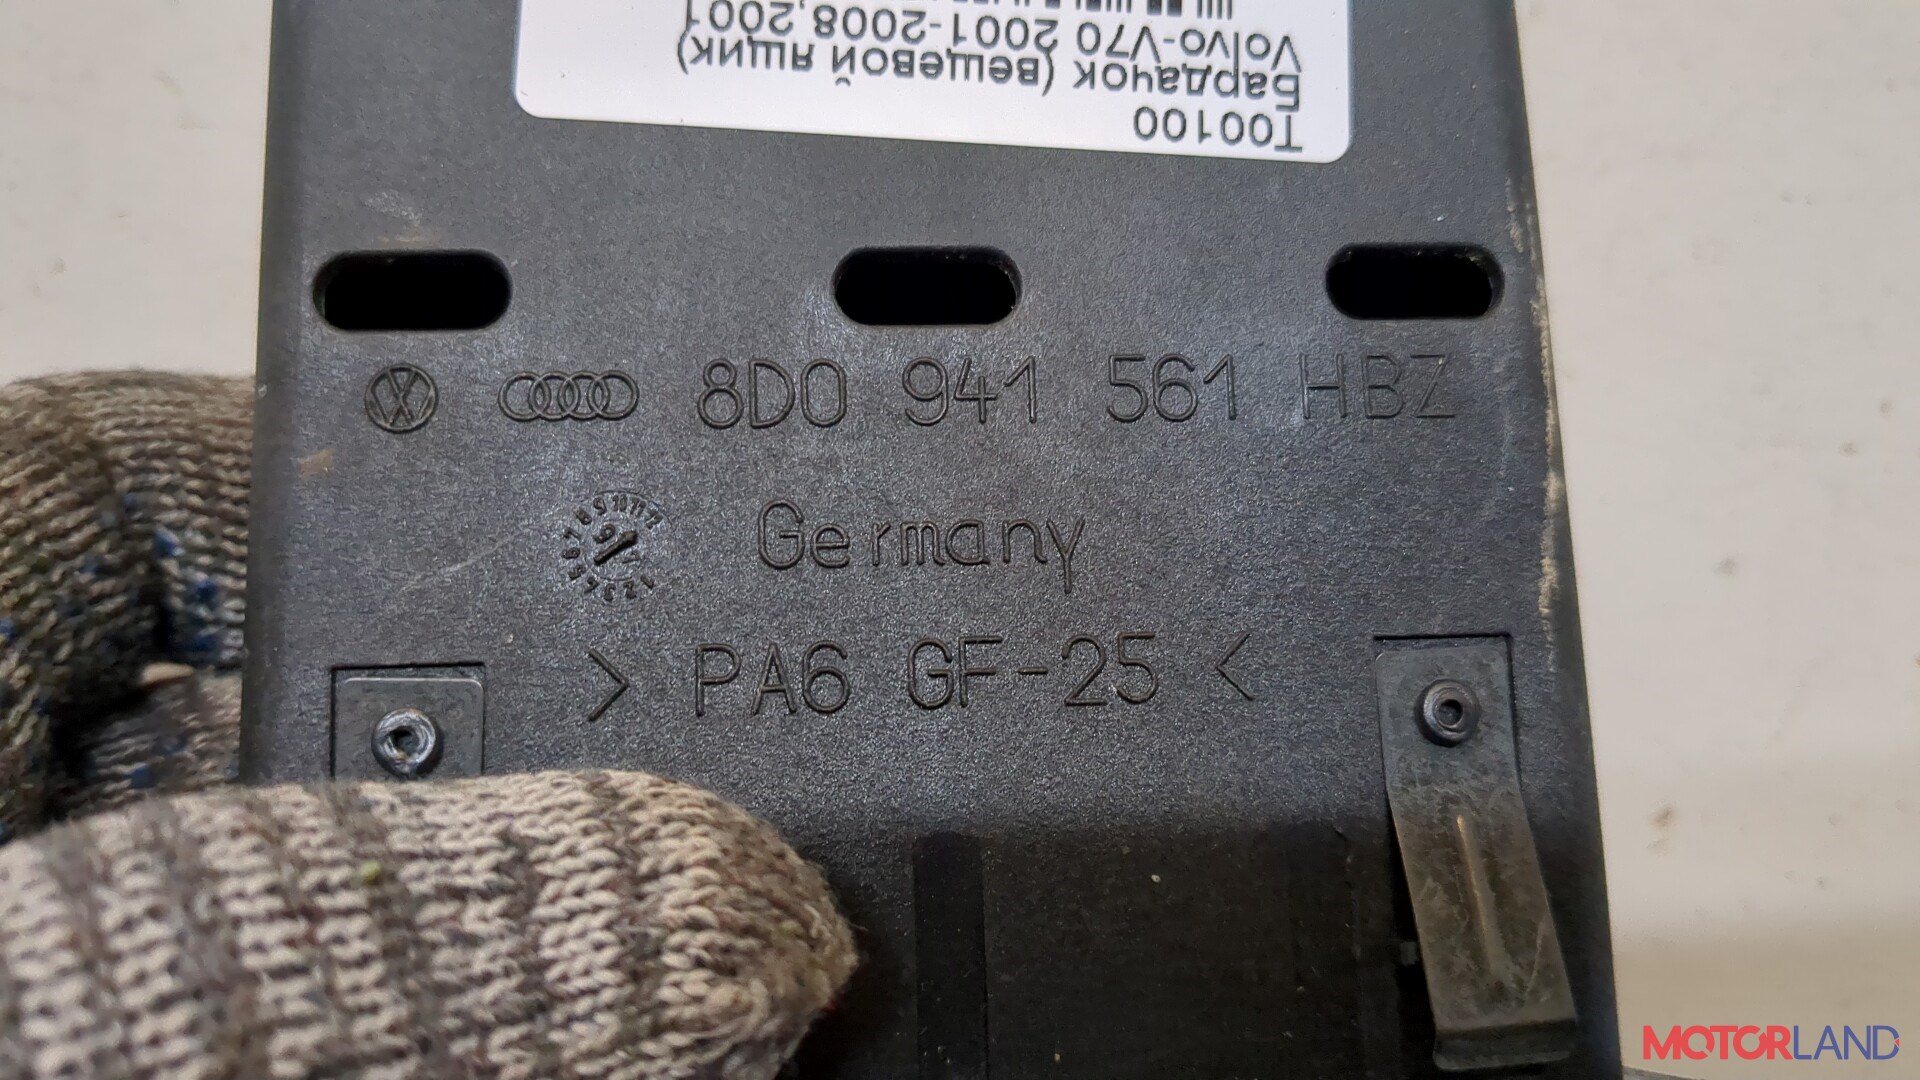 T00100
Бардачок (вещевой ящик)
Volvo-V70 2001-2008,2001
8D0 941 561 HBZ
Germany
> PA6 GF-25 <
MOTORLAND